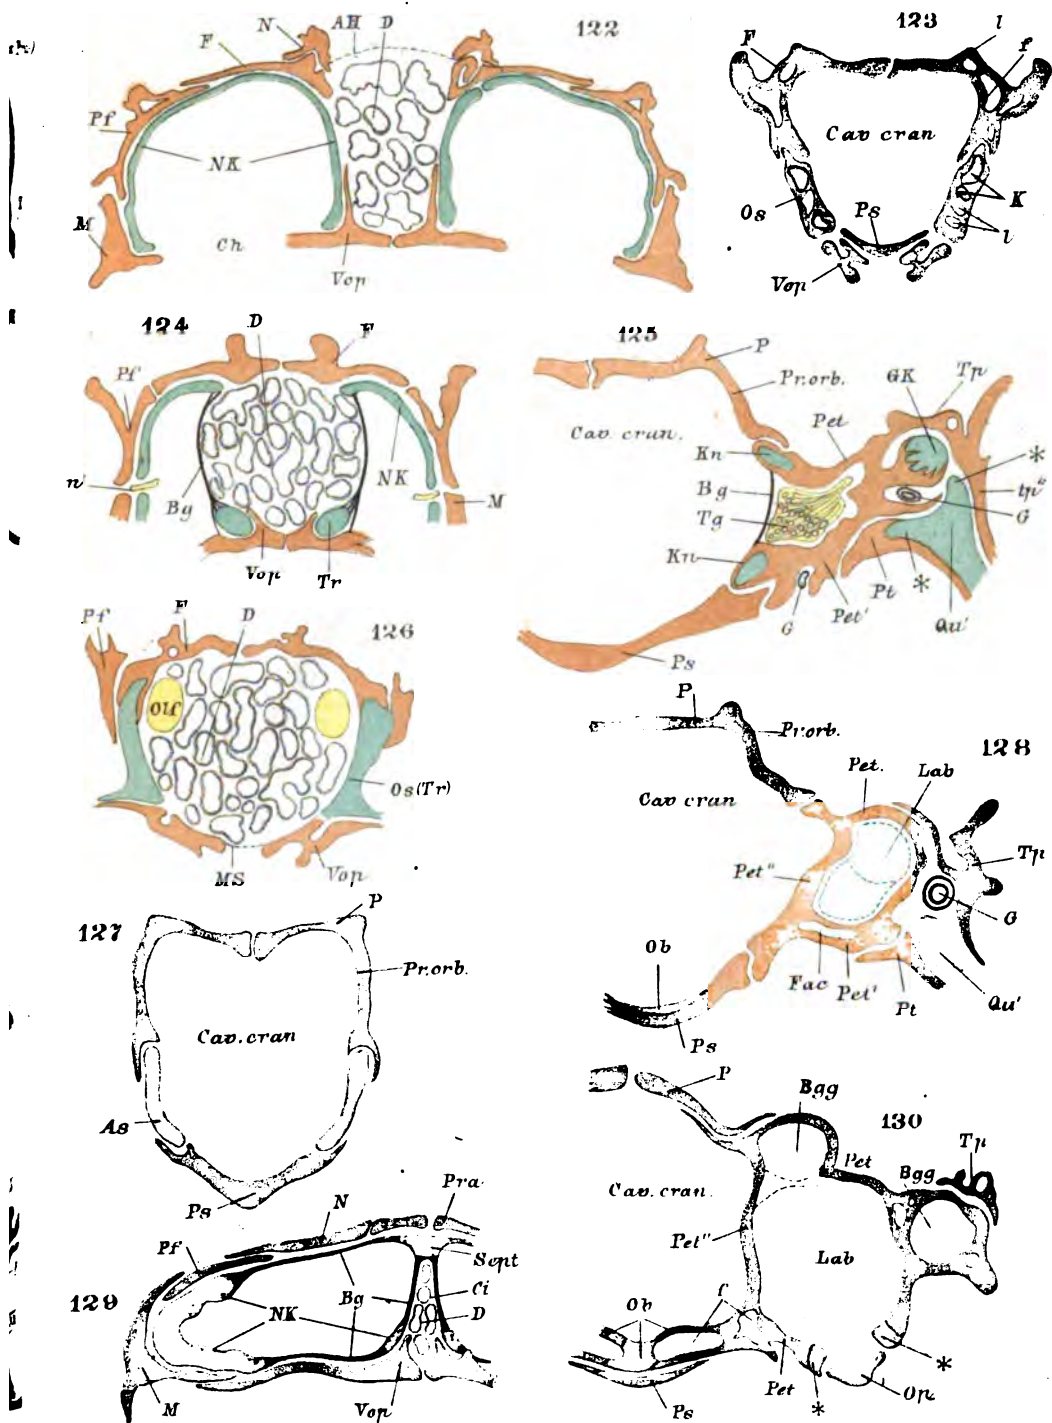 122
F
N
AH
D
Pf
NK
M
Ch
Vop
123
F
l
f
Cav cran
Os
Ps
K
l
Vop
124
D
F
Pf
n'
Bg
NK
M
Vop
Tr
125
P
Pr.orb.
GK
Tp
Pet
Cav. cran.
Kn
Bg
Tg
*
tp"
G
Kn
G
Pet'
Pt
*
Qu'
Ps
126
Pf
F
D
Olf
Os(Tr)
MS
Vop
127
P
Pr.orb.
Cav. cran
As
Ps
128
P
Pr.orb.
Pet.
Lab
Cav cran
Pet"
Tp
G
Ob
Fac
Pet'
Pt
Qu'
Ps
129
Pf
N
Pra
Sept
Ci
Bg
NK
D
M
Vop
130
P
Bgg
Pet
Bgg
Tp
Cav. cran.
Pet"
Lab
Ob
Pet
*
Op
*
Ps